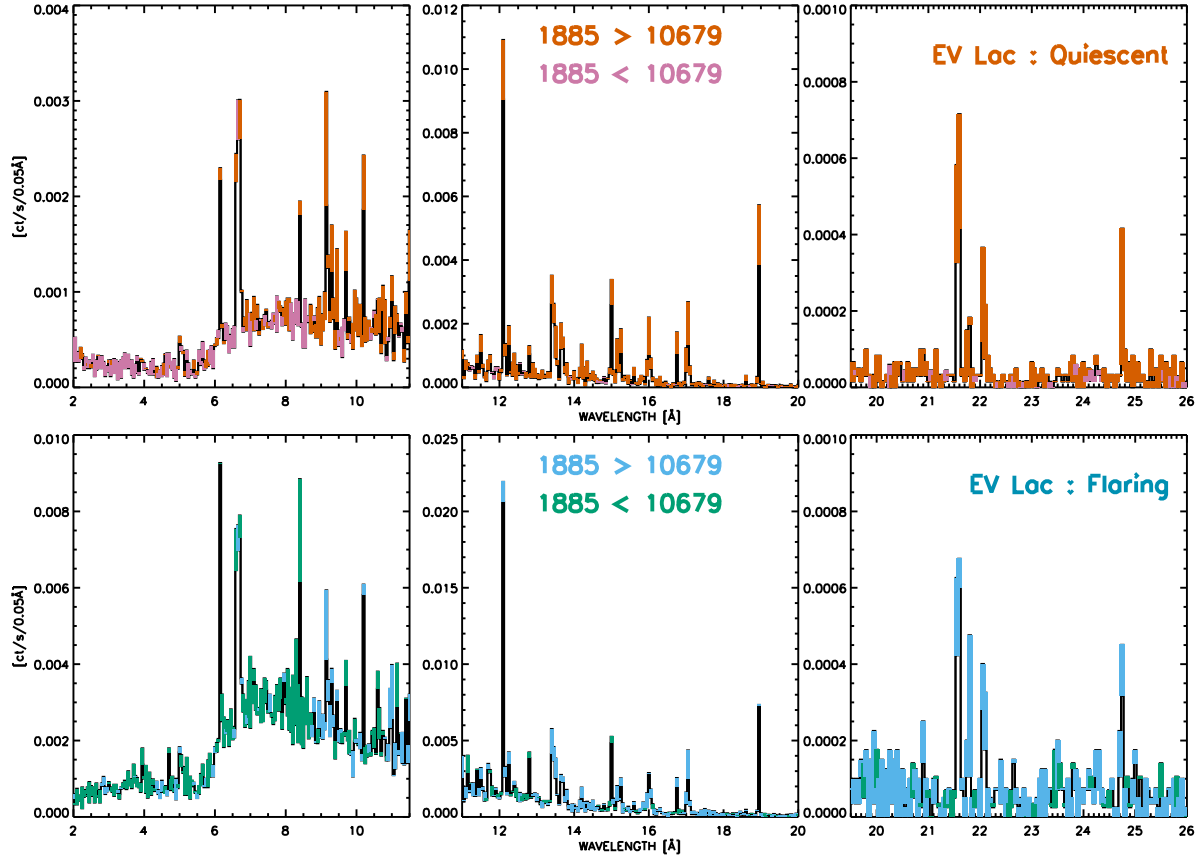 0.004
0.003
0.002
0.001
0.000
[ct/s/0.05Å]
2 4 6 8 10
0.012
0.010
0.008
0.006
0.004
0.002
0.000
1885 > 10679
1885 < 10679
12 14 16 18 20
WAVELENGTH [Å]
0.0010
0.0008
0.0006
0.0004
0.0002
0.0000
EV Lac : Quiescent
20 21 22 23 24 25 26
0.010
0.008
0.006
0.004
0.002
0.000
[ct/s/0.05Å]
2 4 6 8 10
0.025
0.020
0.015
0.010
0.005
0.000
1885 > 10679
1885 < 10679
12 14 16 18 20
WAVELENGTH [Å]
0.0010
0.0008
0.0006
0.0004
0.0002
0.0000
EV Lac : Flaring
20 21 22 23 24 25 26